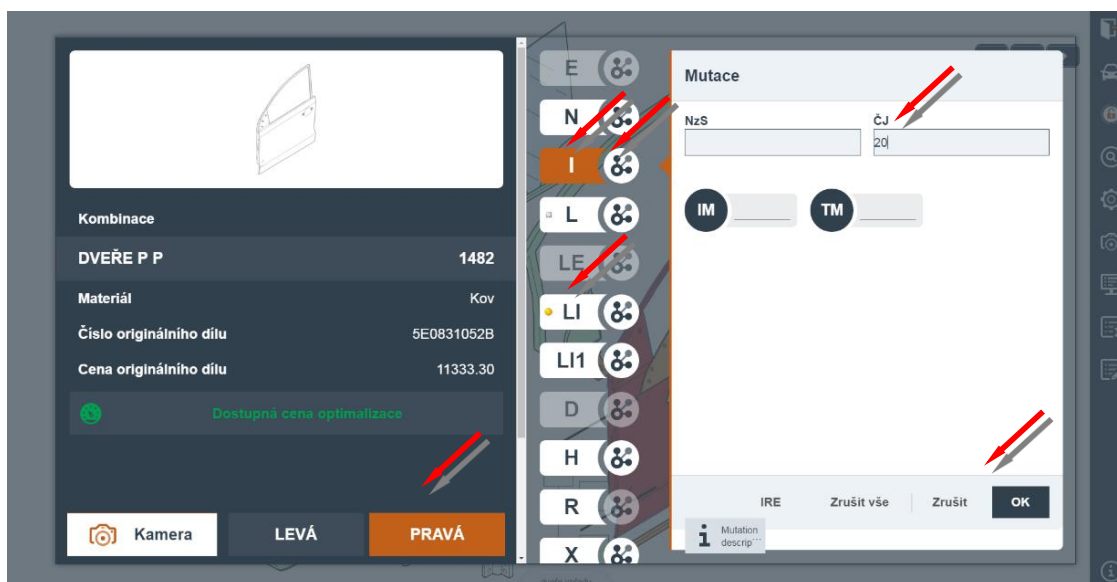 Kombinace
DVEŘE P P 1482
Materiál Kov
Číslo originálního dílu 5E0831052B
Cena originálního dílu 11333.30
Dostupná cena optimalizace
Kamera LEVÁ PRAVÁ
E
N
I
L
LE
LI
LI1
D
H
R
X
Mutace
NzS ČJ
20
IM TM
IRE Zrušit vše Zrušit OK
Mutation
descrip...